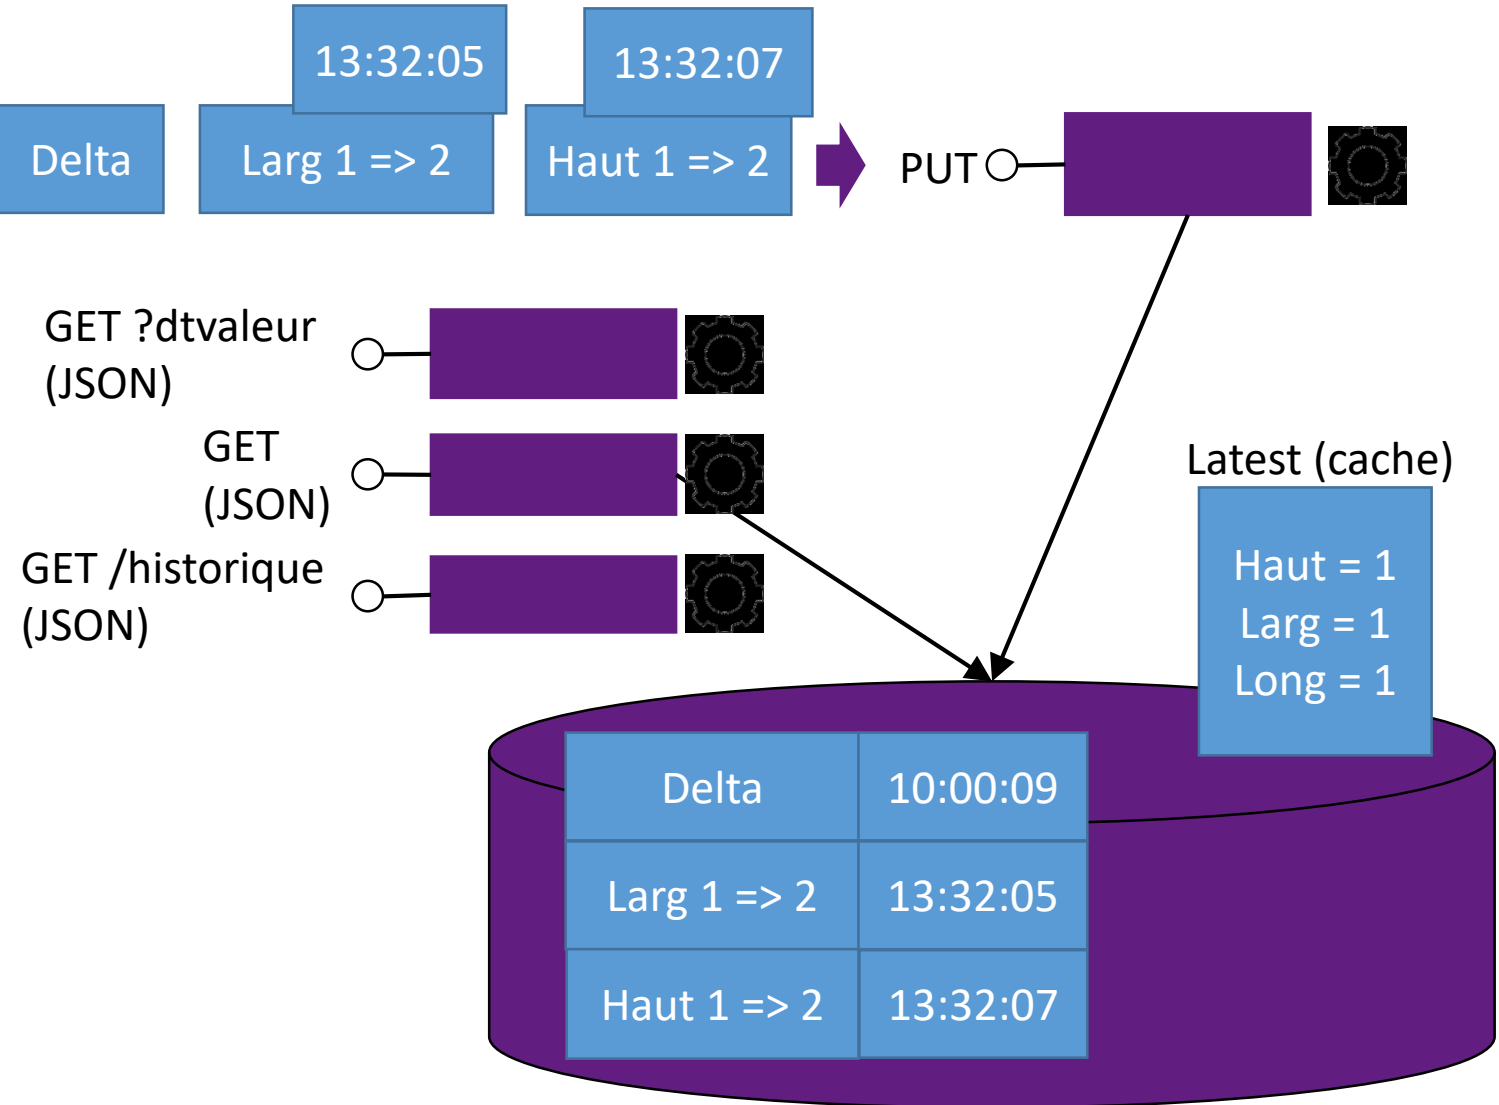 13:32:05
13:32:07
Delta
Larg 1 => 2
Haut 1 => 2
PUT
GET ?dtvaleur
(JSON)
GET
(JSON)
GET /historique
(JSON)
Latest (cache)
Haut = 1
Larg = 1
Long = 1
Delta
10:00:09
Larg 1 => 2
13:32:05
Haut 1 => 2
13:32:07